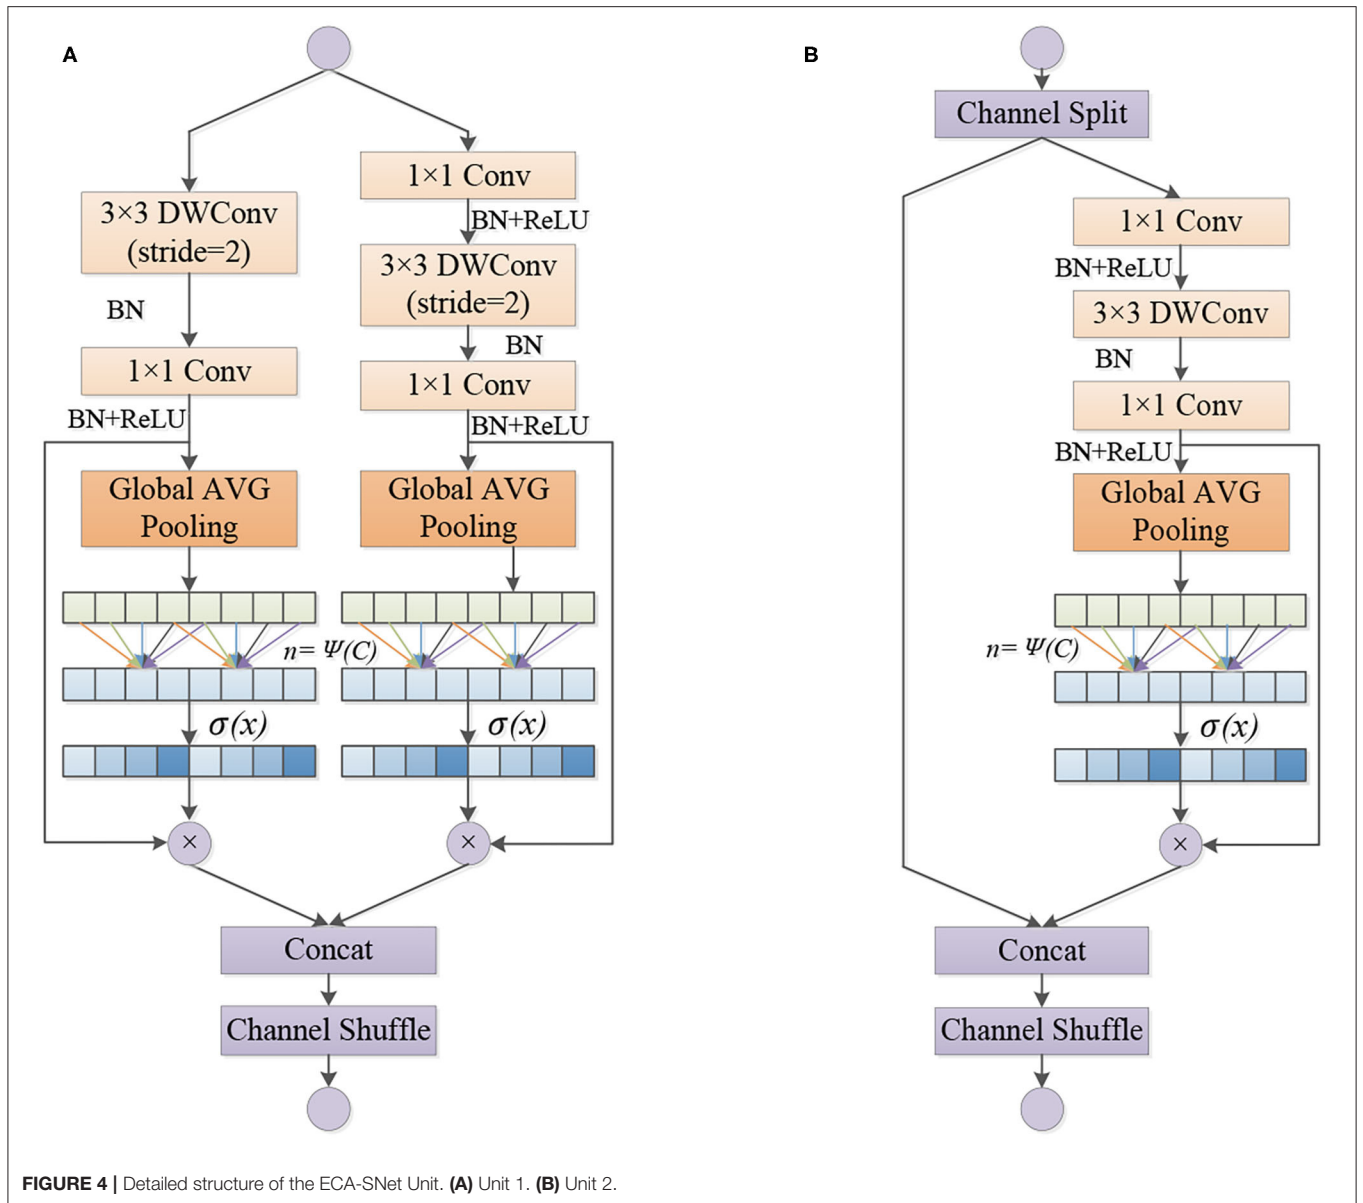 A
3×3 DWConv
(stride=2)
BN
1×1 Conv
BN+ReLU
Global AVG
Pooling
n= Ψ(C)
σ(x)
×
1×1 Conv
BN+ReLU
3×3 DWConv
(stride=2)
BN
1×1 Conv
BN+ReLU
Global AVG
Pooling
σ(x)
×
Concat
Channel Shuffle
B
Channel Split
1×1 Conv
BN+ReLU
3×3 DWConv
BN
1×1 Conv
BN+ReLU
Global AVG
Pooling
n= Ψ(C)
σ(x)
×
Concat
Channel Shuffle
FIGURE 4 | Detailed structure of the ECA-SNet Unit. (A) Unit 1. (B) Unit 2.